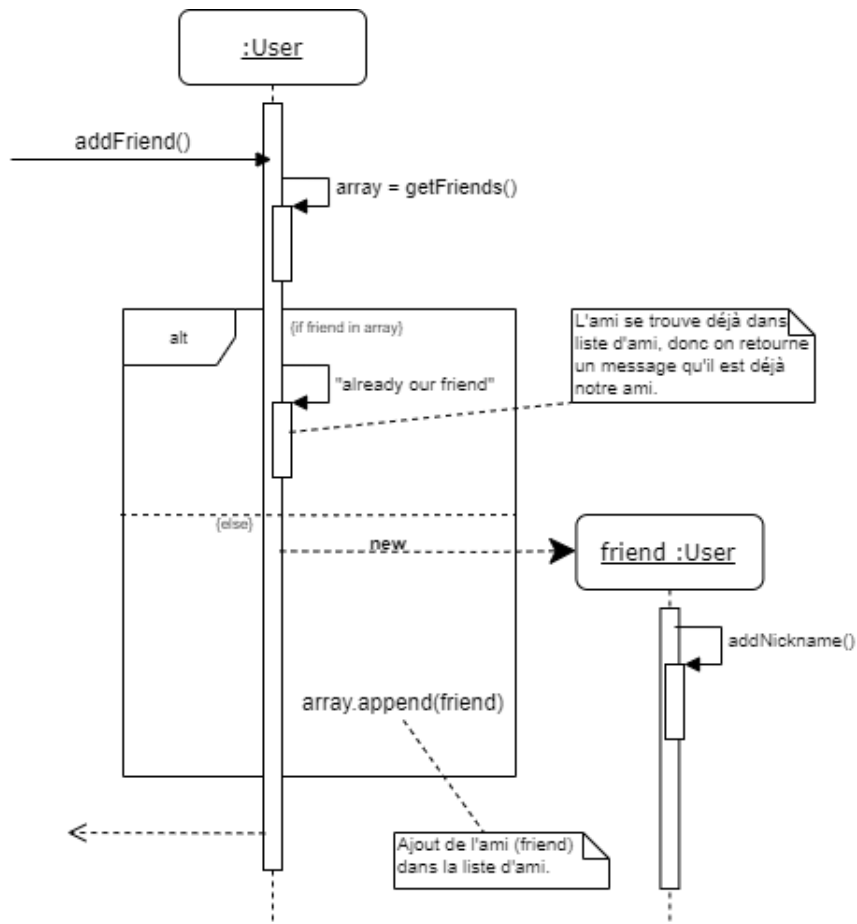 :User
addFriend()
array = getFriends()
alt
{if friend in array}
L'ami se trouve déjà dans
liste d'ami, donc on retourne
un message qu'il est déjà
notre ami.
"already our friend"
{else}
new
friend :User
addNickname()
array.append(friend)
Ajout de l'ami (friend)
dans la liste d'ami.